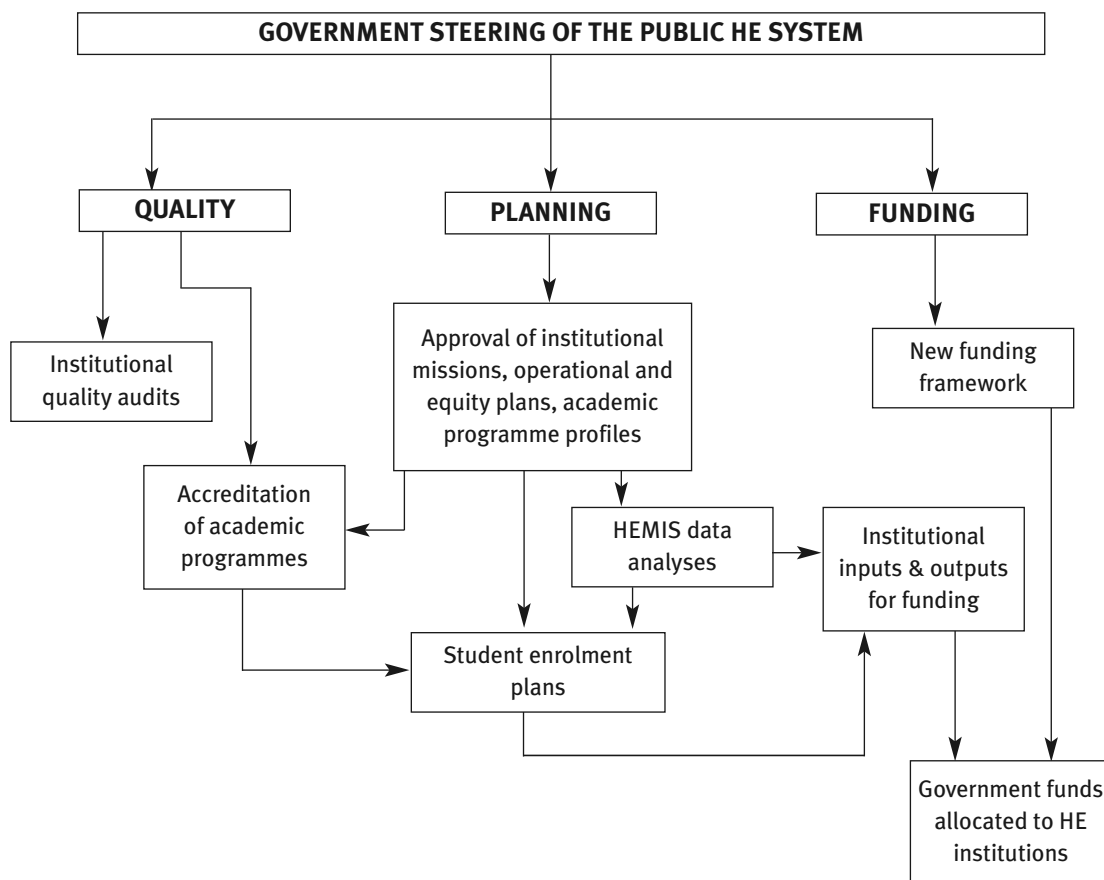 GOVERNMENT STEERING OF THE PUBLIC HE SYSTEM
QUALITY
PLANNING
FUNDING
Institutional
quality audits
Approval of institutional
missions, operational and
equity plans, academic
programme profiles
New funding
framework
Accreditation
of academic
programmes
HEMIS data
analyses
Institutional
inputs & outputs
for funding
Student enrolment
plans
Government funds
allocated to HE
institutions